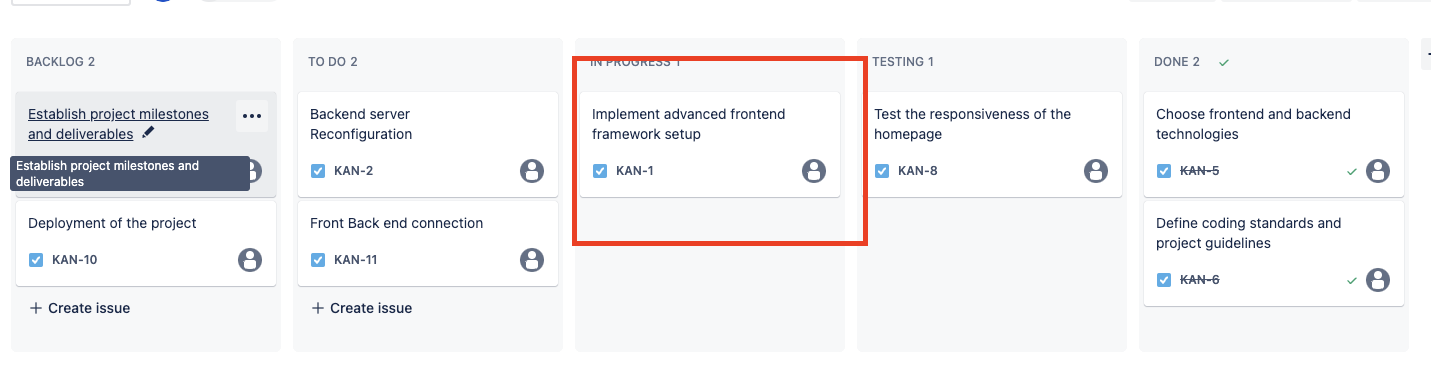 BACKLOG 2
Establish project milestones
and deliverables
Establish project milestones and
deliverables
Deployment of the project
KAN-10
+ Create issue
TO DO 2
Backend server
Reconfiguration
KAN-2
Front Back end connection
KAN-11
+ Create issue
IN PROGRESS 1
Implement advanced frontend
framework setup
KAN-1
TESTING 1
Test the responsiveness of the
homepage
KAN-8
DONE 2
Choose frontend and backend
technologies
KAN-5
Define coding standards and
project guidelines
KAN-6